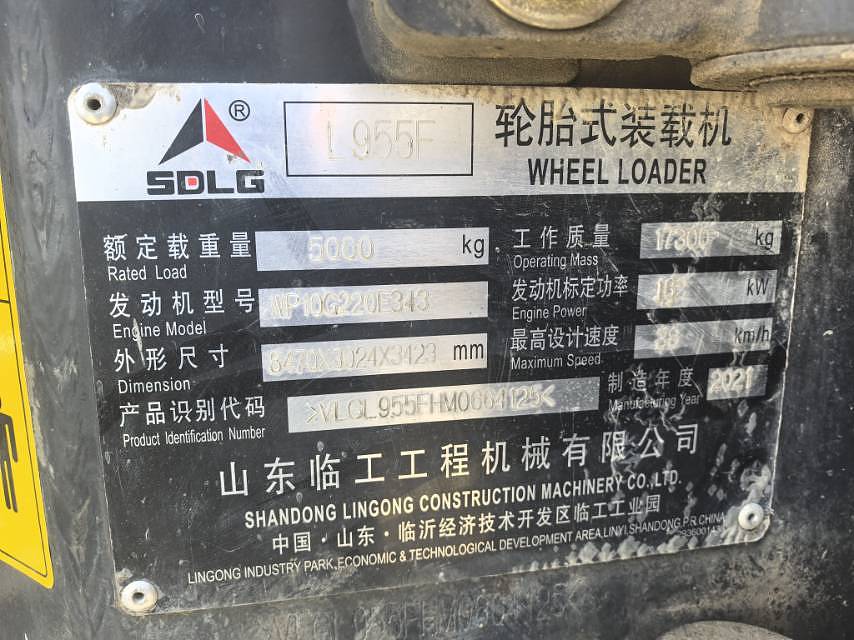 SDLG ®
L955F
轮胎式装载机
WHEEL LOADER
额定载重量 5000 kg
Rated Load
工作质量 17300 kg
Operating Mass
发动机型号 WP10G220E343
Engine Model
发动机标定功率 kW
Engine Power
外形尺寸 8470X3024X3423 mm
Dimension
最高设计速度 38 km/h
Maximum Speed
产品识别代码 >VLGL955FHM0664125<
Product Identification Number
制造年度 2021
Manufacturing Year
山东临工工程机械有限公司
SHANDONG LINGONG CONSTRUCTION MACHINERY CO.,LTD.
中国·山东·临沂经济技术开发区临工工业园
LINGONG INDUSTRY PARK,ECONOMIC & TECHNOLOGICAL DEVELOPMENT AREA,LINYI,SHANDONG P.R.CHINA